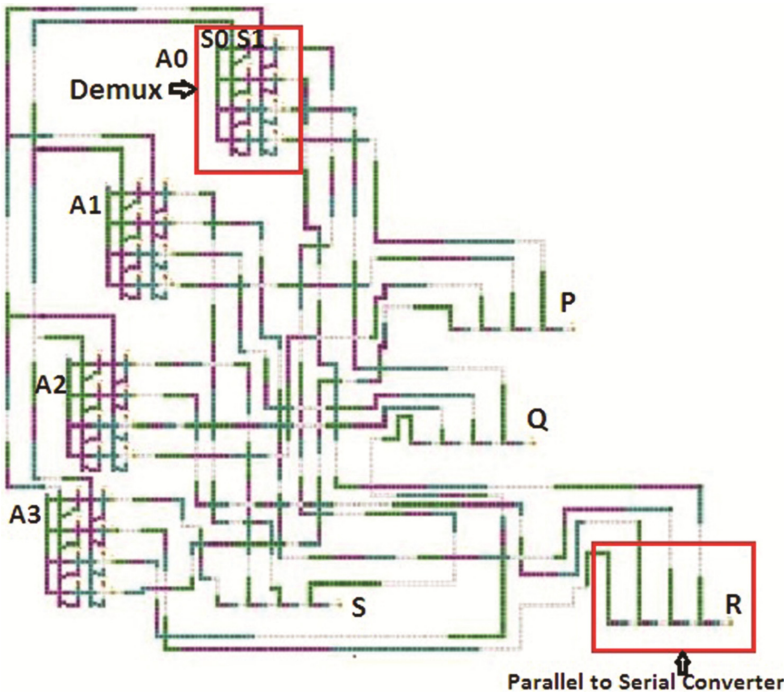 S0 S1
A0
Demux
A1
P
A2
Q
A3
S
R
Parallel to Serial Converter